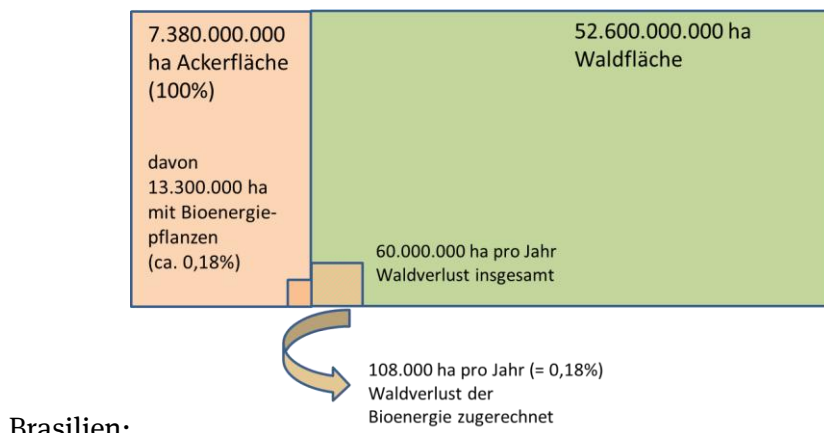 7.380.000.000
ha Ackerfläche
(100%)
davon
13.300.000 ha
mit Bioenergie-
pflanzen
(ca. 0,18%)
52.600.000.000 ha
Waldfläche
60.000.000 ha pro Jahr
Waldverlust insgesamt
108.000 ha pro Jahr (= 0,18%)
Waldverlust der
Bioenergie zugerechnet
Brasilien: